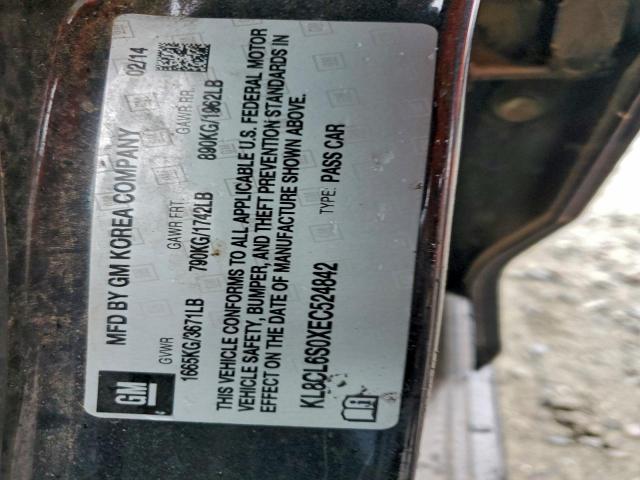 GM
MFD BY GM KOREA COMPANY 02/14
GVWR GAWR FRT GAWR RR
1665KG/3671LB 790KG/1742LB 890KG/1962LB
THIS VEHICLE CONFORMS TO ALL APPLICABLE U.S. FEDERAL MOTOR
VEHICLE SAFETY, BUMPER, AND THEFT PREVENTION STANDARDS IN
EFFECT ON THE DATE OF MANUFACTURE SHOWN ABOVE.
KL8CL6S0XEC524842 TYPE: PASS CAR